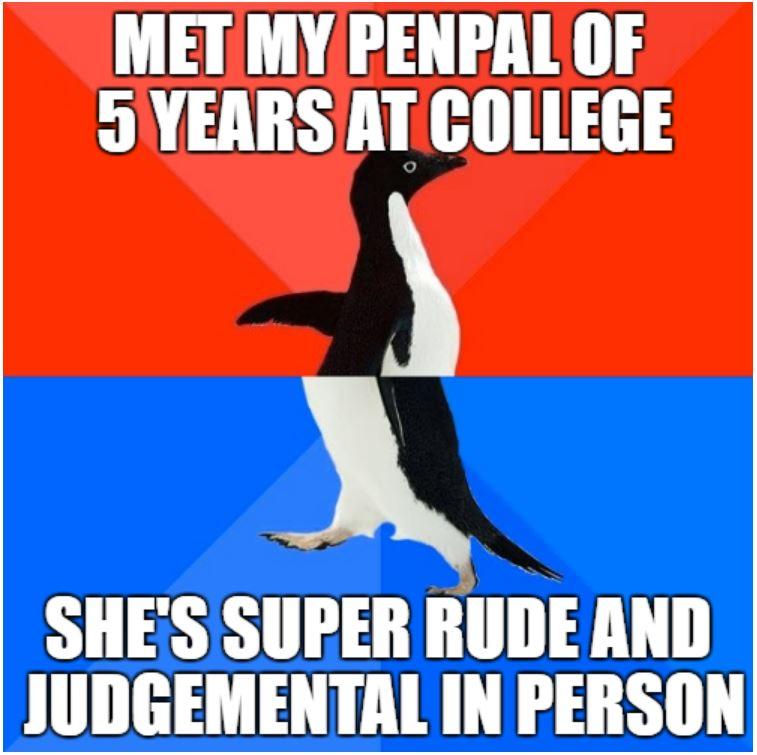 MET MY PENPAL OF
5 YEARS AT COLLEGE
SHE'S SUPER RUDE AND
JUDGEMENTAL IN PERSON